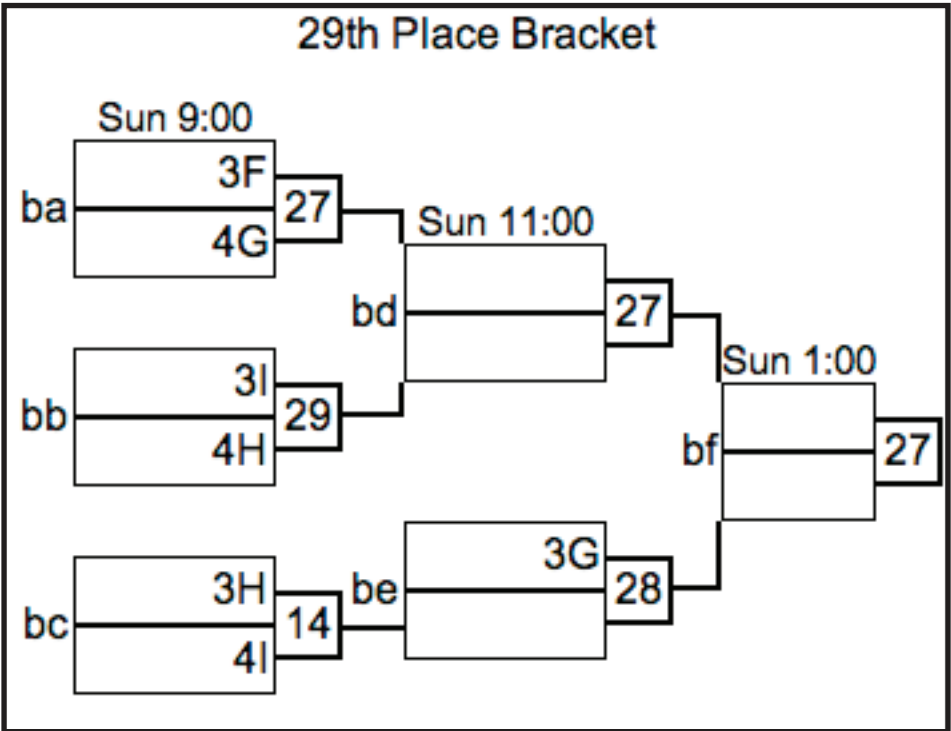 29th Place Bracket
Sun 9:00
3F
ba
27
4G
Sun 11:00
bd
27
3I
bb
29
4H
Sun 1:00
bf
27
3G
be
28
3H
bc
14
4I